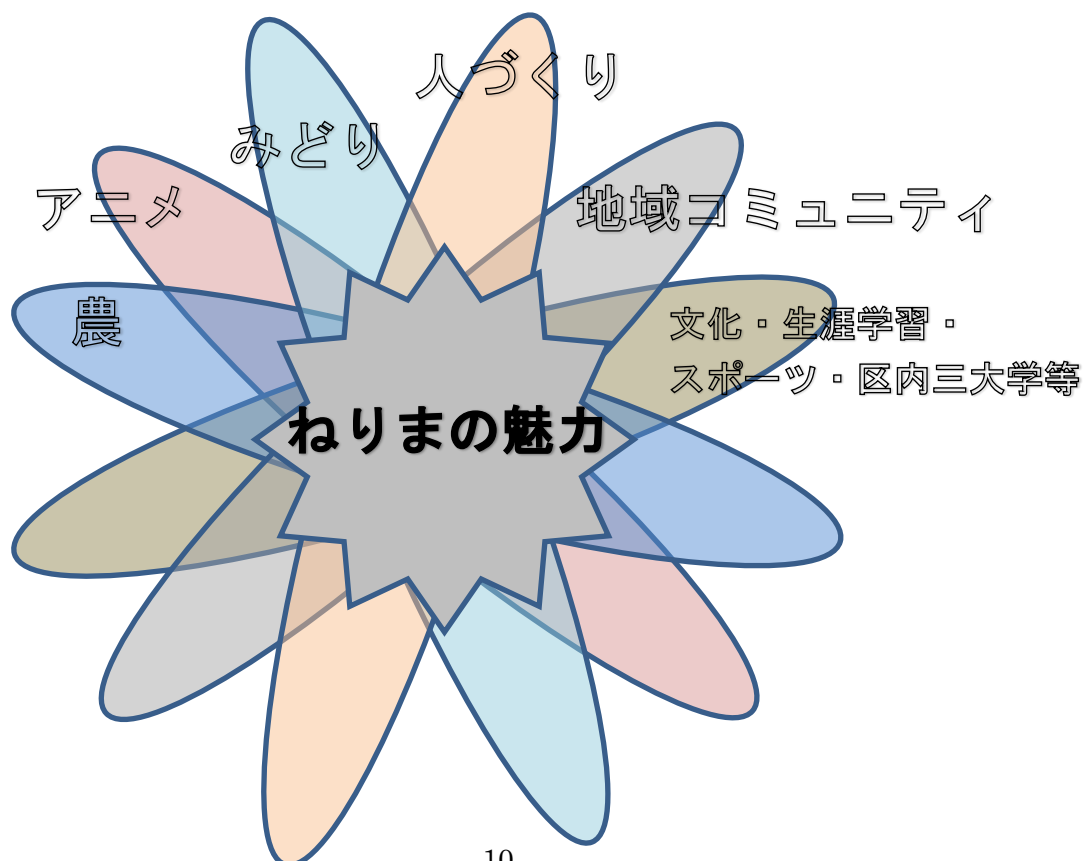 人づくり
みどり
アニメ
地域コミュニティ
農
文化・生涯学習・
スポーツ・区内三大学等
ねりまの魅力
10